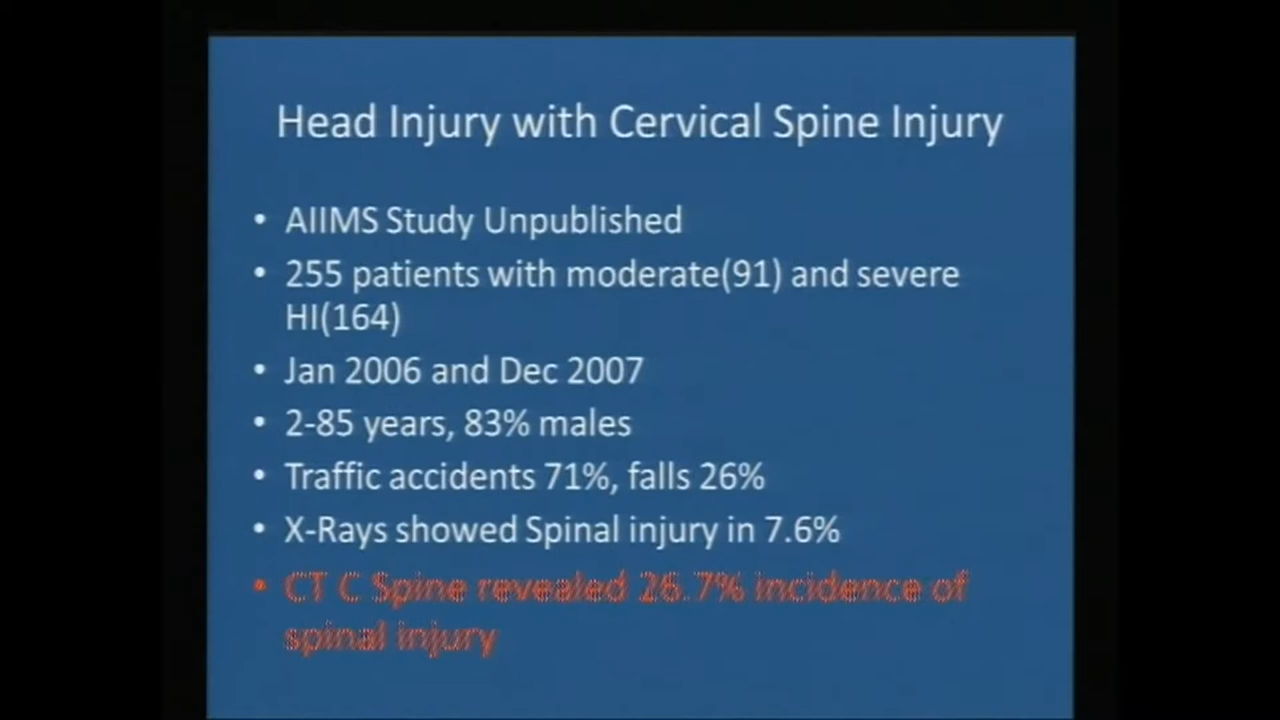 Head Injury with Cervical Spine Injury
• AIIMS Study Unpublished
• 255 patients with moderate(91) and severe
HI(164)
• Jan 2006 and Dec 2007
• 2-85 years, 83% males
• Traffic accidents 71%, falls 26%
• X-Rays showed Spinal injury in 7.6%
• CT C Spine revealed 26.7% incidence of
spinal injury